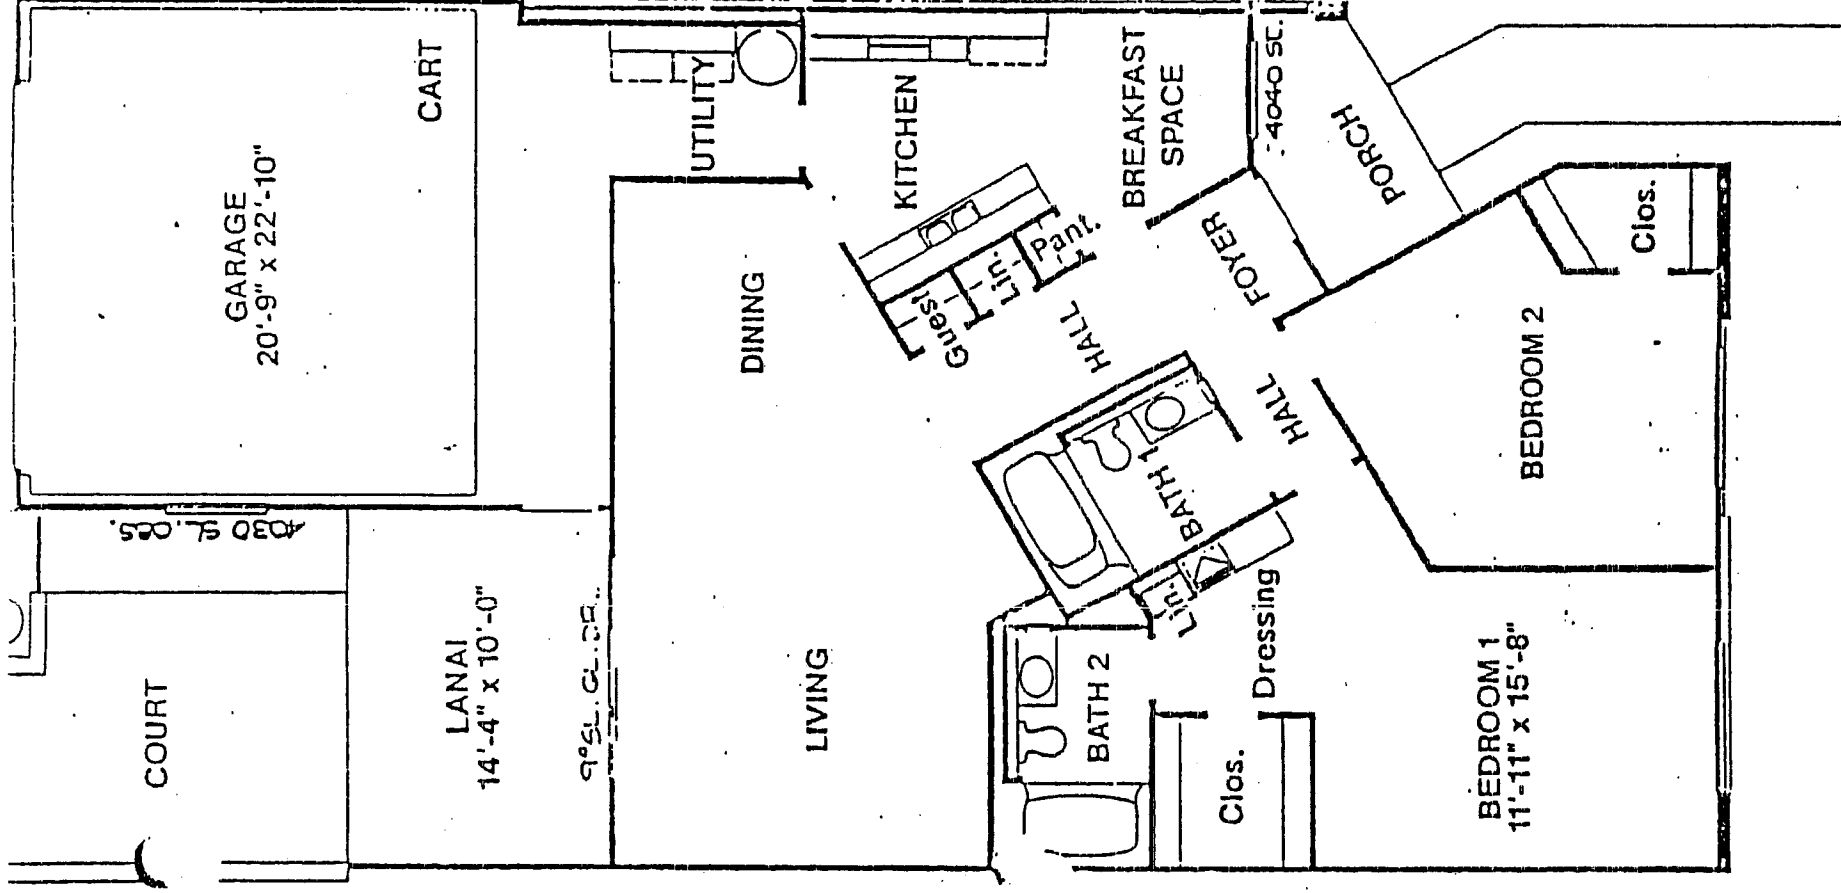 CART
GARAGE
20'-9" x 22'-10"
UTILITY
KITCHEN
BREAKFAST
SPACE
4040 SC.
PORCH
Clos.
FOYER
Pant.
Lin.
Guest
HALL
DINING
HALL
BEDROOM 2
BATH 1
4030 SL.
COURT
LANAI
14'-4" x 10'-0"
LIVING
BATH 2
Lin.
Dressing
Clos.
BEDROOM 1
11'-11" x 15'-8"